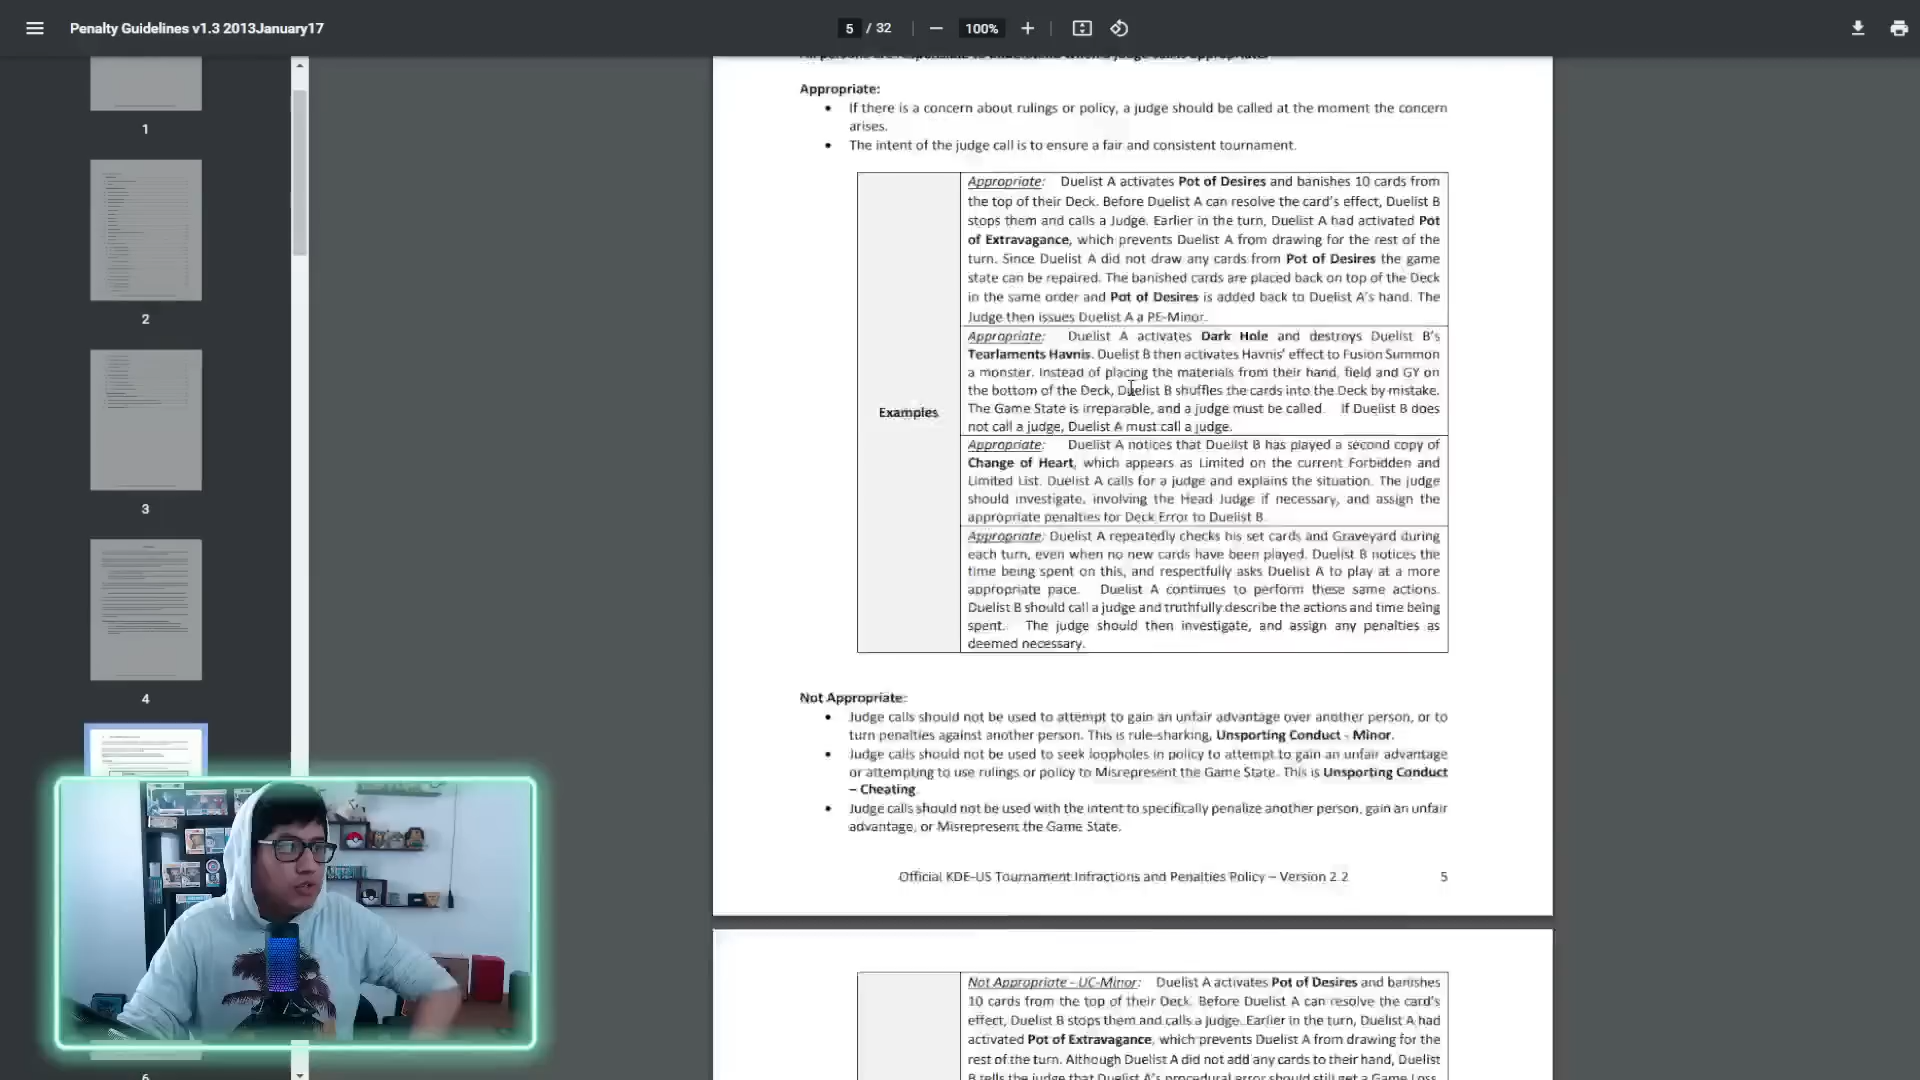 Penalty Guidelines v1.3 2013January17
5 / 32
100%
1
2
3
4
6
Appropriate:
• If there is a concern about rulings or policy, a judge should be called at the moment the concern
arises.
• The intent of the judge call is to ensure a fair and consistent tournament.
Examples
Appropriate: Duelist A activates Pot of Desires and banishes 10 cards from
the top of their Deck. Before Duelist A can resolve the card's effect, Duelist B
stops them and calls a Judge. Earlier in the turn, Duelist A had activated Pot
of Extravagance, which prevents Duelist A from drawing for the rest of the
turn. Since Duelist A did not draw any cards from Pot of Desires the game
state can be repaired. The banished cards are placed back on top of the Deck
in the same order and Pot of Desires is added back to Duelist A's hand. The
Judge then issues Duelist A a PE-Minor.
Appropriate: Duelist A activates Dark Hole and destroys Duelist B's
Tearlaments Havnis. Duelist B then activates Havnis' effect to Fusion Summon
a monster. Instead of placing the materials from their hand, field and GY on
the bottom of the Deck, Duelist B shuffles the cards into the Deck by mistake.
The Game State is irreparable, and a judge must be called. If Duelist B does
not call a judge, Duelist A must call a judge.
Appropriate: Duelist A notices that Duelist B has played a second copy of
Change of Heart, which appears as Limited on the current Forbidden and
Limited List. Duelist A calls for a judge and explains the situation. The judge
should investigate, involving the Head Judge if necessary, and assign the
appropriate penalties for Deck Error to Duelist B.
Appropriate: Duelist A repeatedly checks his set cards and Graveyard during
each turn, even when no new cards have been played. Duelist B notices the
time being spent on this, and respectfully asks Duelist A to play at a more
appropriate pace. Duelist A continues to perform these same actions.
Duelist B should call a judge and truthfully describe the actions and time being
spent. The judge should then investigate, and assign any penalties as
deemed necessary.
Not Appropriate:
• Judge calls should not be used to attempt to gain an unfair advantage over another person, or to
turn penalties against another person. This is rule-sharking, Unsporting Conduct - Minor.
• Judge calls should not be used to seek loopholes in policy to attempt to gain an unfair advantage
or attempting to use rulings or policy to Misrepresent the Game State. This is Unsporting Conduct
– Cheating
• Judge calls should not be used with the intent to specifically penalize another person, gain an unfair
advantage, or Misrepresent the Game State.
Official KDE-US Tournament Infractions and Penalties Policy – Version 2.2 5
Not Appropriate - UC-Minor: Duelist A activates Pot of Desires and banishes
10 cards from the top of their Deck. Before Duelist A can resolve the card's
effect, Duelist B stops them and calls a judge. Earlier in the turn, Duelist A had
activated Pot of Extravagance, which prevents Duelist A from drawing for the
rest of the turn. Although Duelist A did not add any cards to their hand, Duelist
B tells the judge that Duelist A's procedural error should still get a Game Loss.